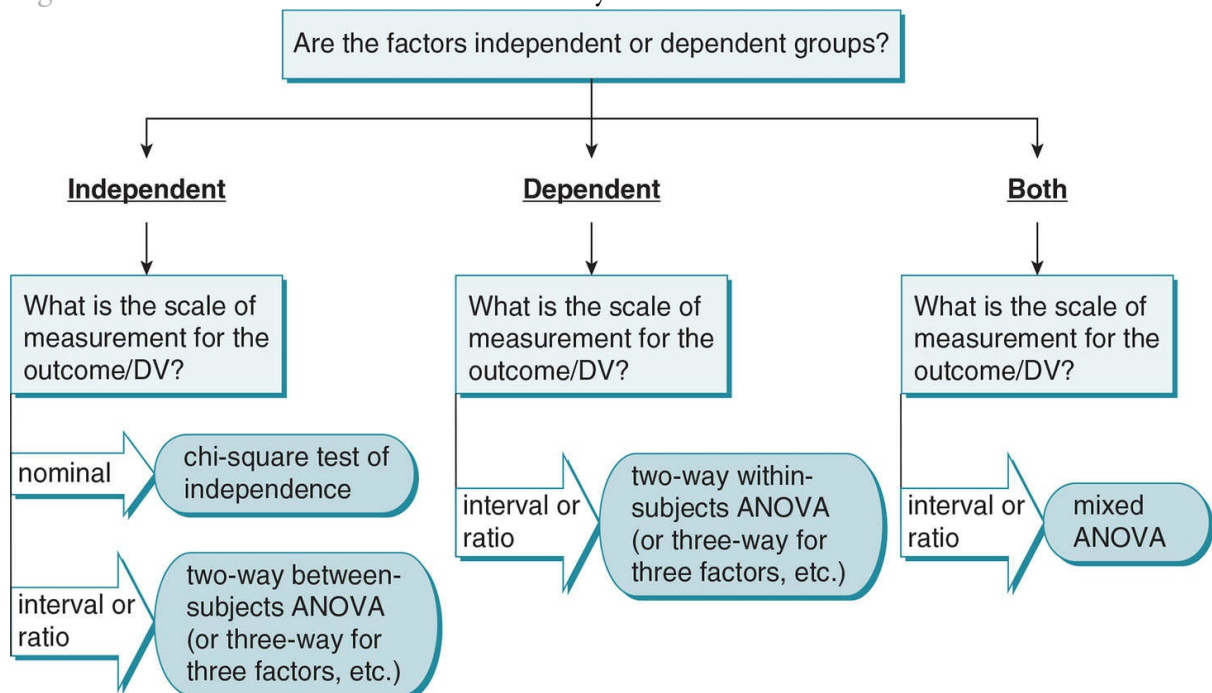 Are the factors independent or dependent groups?
Independent
Dependent
Both
What is the scale of
measurement for the
outcome/DV?
nominal
chi-square test of
independence
interval or
ratio
two-way between-
subjects ANOVA
(or three-way for
three factors, etc.)
What is the scale of
measurement for the
outcome/DV?
interval or
ratio
two-way within-
subjects ANOVA
(or three-way for
three factors, etc.)
What is the scale of
measurement for the
outcome/DV?
interval or
ratio
mixed
ANOVA